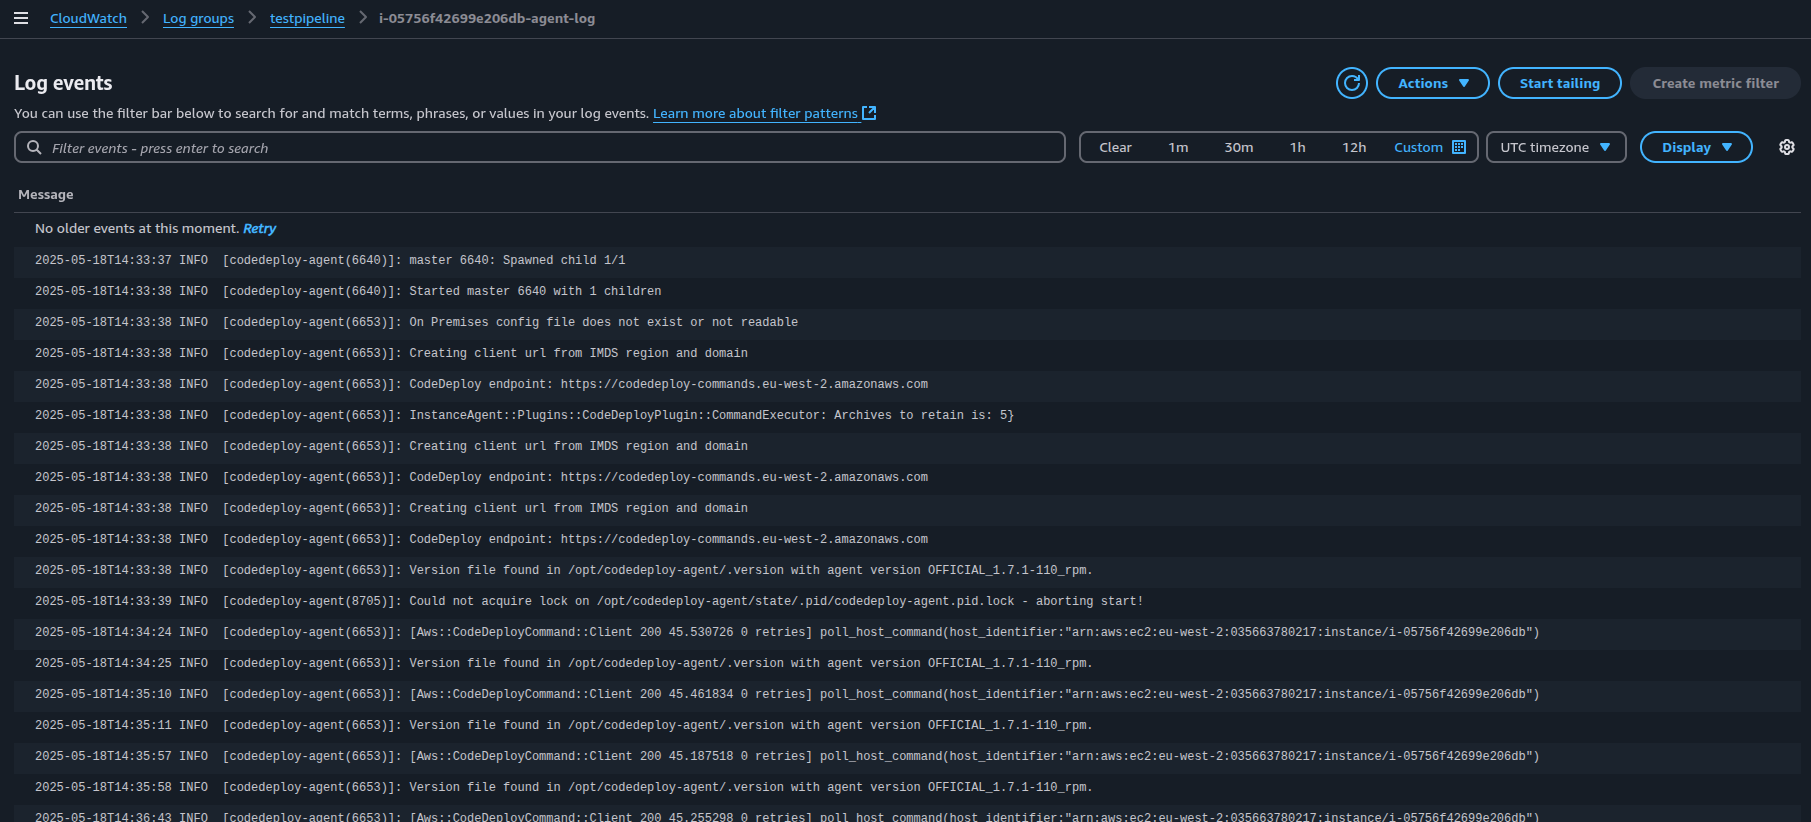 CloudWatch > Log groups > testpipeline > i-05756f42699e206db-agent-log
Log events
Actions
Start tailing
Create metric filter
You can use the filter bar below to search for and match terms, phrases, or values in your log events. Learn more about filter patterns
Filter events - press enter to search
Clear 1m 30m 1h 12h Custom
UTC timezone
Display
Message
No older events at this moment. Retry
2025-05-18T14:33:37 INFO  [codedeploy-agent(6640)]: master 6640: Spawned child 1/1
2025-05-18T14:33:38 INFO  [codedeploy-agent(6640)]: Started master 6640 with 1 children
2025-05-18T14:33:38 INFO  [codedeploy-agent(6653)]: On Premises config file does not exist or not readable
2025-05-18T14:33:38 INFO  [codedeploy-agent(6653)]: Creating client url from IMDS region and domain
2025-05-18T14:33:38 INFO  [codedeploy-agent(6653)]: CodeDeploy endpoint: https://codedeploy-commands.eu-west-2.amazonaws.com
2025-05-18T14:33:38 INFO  [codedeploy-agent(6653)]: InstanceAgent::Plugins::CodeDeployPlugin::CommandExecutor: Archives to retain is: 5}
2025-05-18T14:33:38 INFO  [codedeploy-agent(6653)]: Creating client url from IMDS region and domain
2025-05-18T14:33:38 INFO  [codedeploy-agent(6653)]: CodeDeploy endpoint: https://codedeploy-commands.eu-west-2.amazonaws.com
2025-05-18T14:33:38 INFO  [codedeploy-agent(6653)]: Creating client url from IMDS region and domain
2025-05-18T14:33:38 INFO  [codedeploy-agent(6653)]: CodeDeploy endpoint: https://codedeploy-commands.eu-west-2.amazonaws.com
2025-05-18T14:33:38 INFO  [codedeploy-agent(6653)]: Version file found in /opt/codedeploy-agent/.version with agent version OFFICIAL_1.7.1-110_rpm.
2025-05-18T14:33:39 INFO  [codedeploy-agent(8705)]: Could not acquire lock on /opt/codedeploy-agent/state/.pid/codedeploy-agent.pid.lock - aborting start!
2025-05-18T14:34:24 INFO  [codedeploy-agent(6653)]: [Aws::CodeDeployCommand::Client 200 45.530726 0 retries] poll_host_command(host_identifier:"arn:aws:ec2:eu-west-2:035663780217:instance/i-05756f42699e206db")
2025-05-18T14:34:25 INFO  [codedeploy-agent(6653)]: Version file found in /opt/codedeploy-agent/.version with agent version OFFICIAL_1.7.1-110_rpm.
2025-05-18T14:35:10 INFO  [codedeploy-agent(6653)]: [Aws::CodeDeployCommand::Client 200 45.461834 0 retries] poll_host_command(host_identifier:"arn:aws:ec2:eu-west-2:035663780217:instance/i-05756f42699e206db")
2025-05-18T14:35:11 INFO  [codedeploy-agent(6653)]: Version file found in /opt/codedeploy-agent/.version with agent version OFFICIAL_1.7.1-110_rpm.
2025-05-18T14:35:57 INFO  [codedeploy-agent(6653)]: [Aws::CodeDeployCommand::Client 200 45.187518 0 retries] poll_host_command(host_identifier:"arn:aws:ec2:eu-west-2:035663780217:instance/i-05756f42699e206db")
2025-05-18T14:35:58 INFO  [codedeploy-agent(6653)]: Version file found in /opt/codedeploy-agent/.version with agent version OFFICIAL_1.7.1-110_rpm.
2025-05-18T14:36:43 INFO  [codedeploy-agent(6653)]: [Aws::CodeDeployCommand::Client 200 45.255298 0 retries] poll_host_command(host_identifier:"arn:aws:ec2:eu-west-2:035663780217:instance/i-05756f42699e206db")